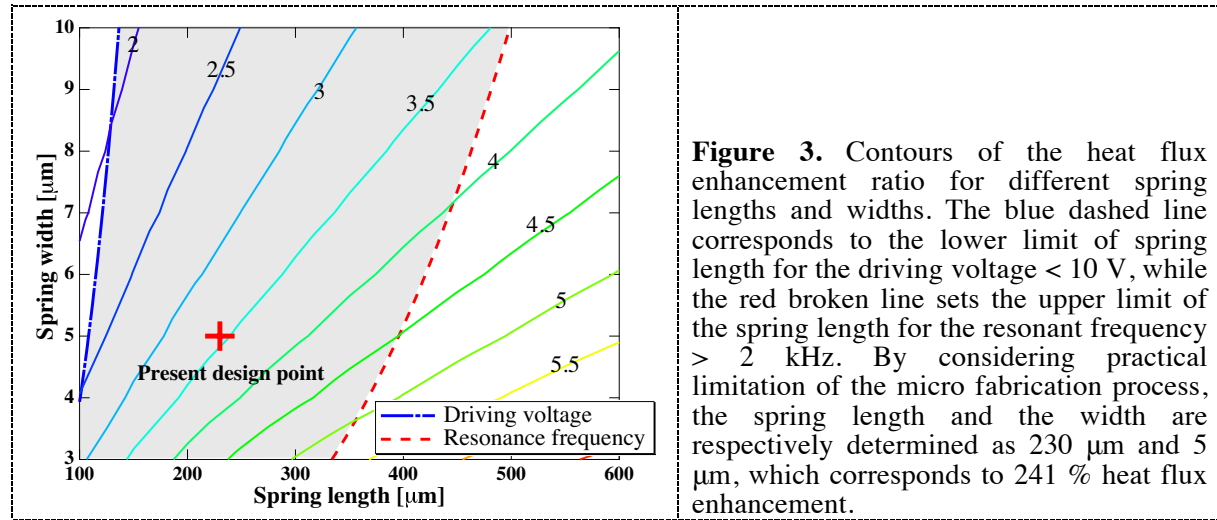 10
9
8
7
6
5
4
3
Spring width [μm]
2
2.5
3
3.5
4
4.5
5
5.5
Present design point
Driving voltage
Resonance frequency
100 200 300 400 500 600
Spring length [μm]
Figure 3. Contours of the heat flux
enhancement ratio for different spring
lengths and widths. The blue dashed line
corresponds to the lower limit of spring
length for the driving voltage < 10 V, while
the red broken line sets the upper limit of
the spring length for the resonant frequency
> 2 kHz. By considering practical
limitation of the micro fabrication process,
the spring length and the width are
respectively determined as 230 μm and 5
μm, which corresponds to 241 % heat flux
enhancement.